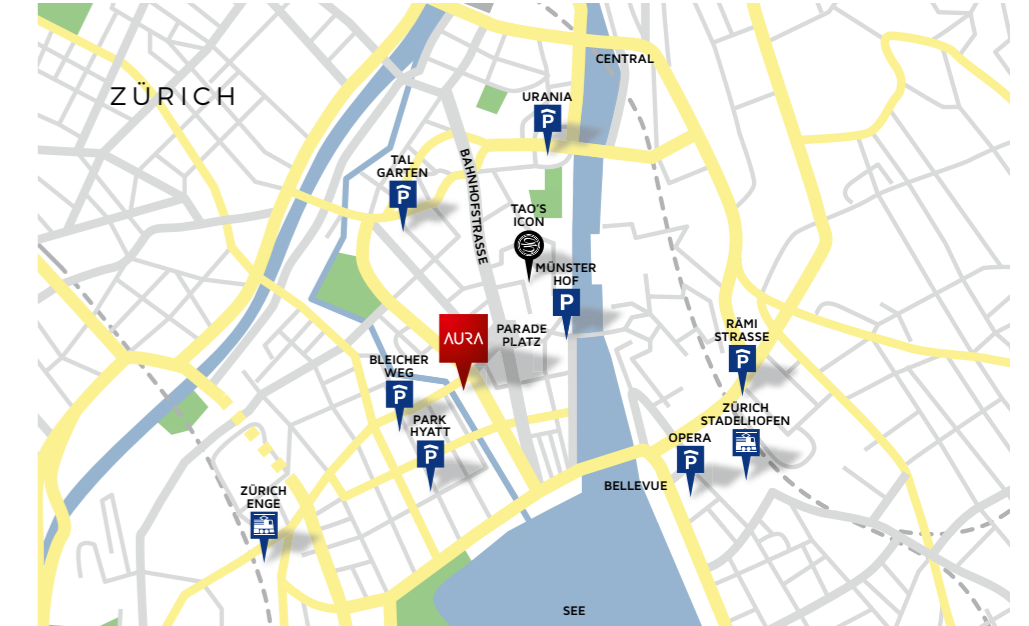 CENTRAL
ZÜRICH
URANIA
P
TAL
GARTEN
P
BAHNHOFSTRASSE
TAO'S
ICON
MÜNSTER
HOF
P
AURA
PARADE
PLATZ
RÄMI
STRASSE
P
BLEICHER
WEG
P
PARK
HYATT
P
ZÜRICH
STADELHOFEN
OPERA
P
BELLEVUE
ZÜRICH
ENGE
SEE